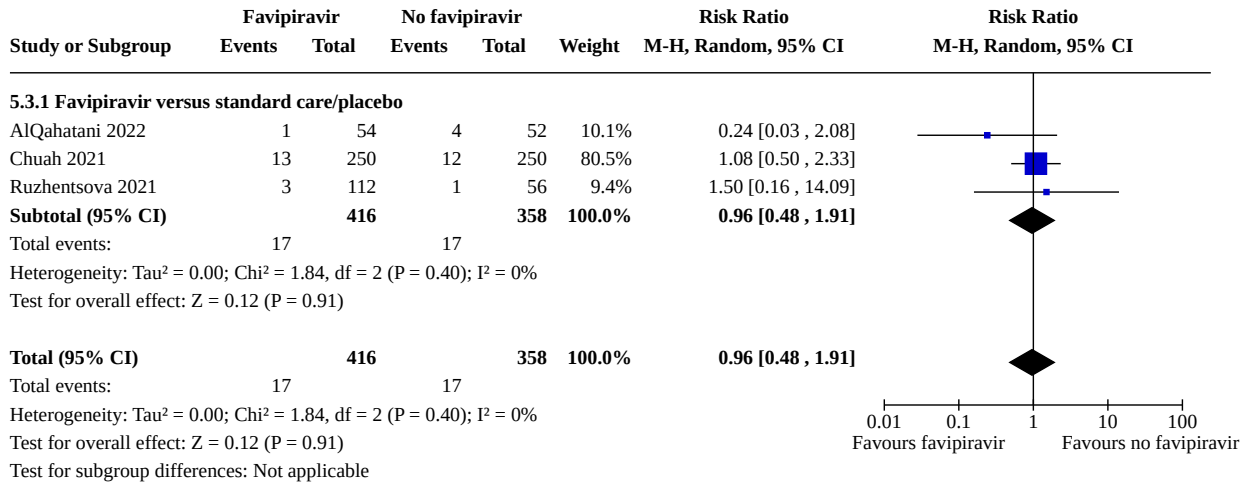 Favipiravir No favipiravir Risk Ratio Risk Ratio
Study or Subgroup Events Total Events Total Weight M-H, Random, 95% CI M-H, Random, 95% CI
5.3.1 Favipiravir versus standard care/placebo
AlQahatani 2022 1 54 4 52 10.1% 0.24 [0.03 , 2.08]
Chuah 2021 13 250 12 250 80.5% 1.08 [0.50 , 2.33]
Ruzhentsova 2021 3 112 1 56 9.4% 1.50 [0.16 , 14.09]
Subtotal (95% CI) 416 358 100.0% 0.96 [0.48 , 1.91]
Total events: 17 17
Heterogeneity: Tau² = 0.00; Chi² = 1.84, df = 2 (P = 0.40); I² = 0%
Test for overall effect: Z = 0.12 (P = 0.91)
Total (95% CI) 416 358 100.0% 0.96 [0.48 , 1.91]
Total events: 17 17
Heterogeneity: Tau² = 0.00; Chi² = 1.84, df = 2 (P = 0.40); I² = 0%
0.01 0.1 1 10 100
Test for overall effect: Z = 0.12 (P = 0.91)
Favours favipiravir Favours no favipiravir
Test for subgroup differences: Not applicable